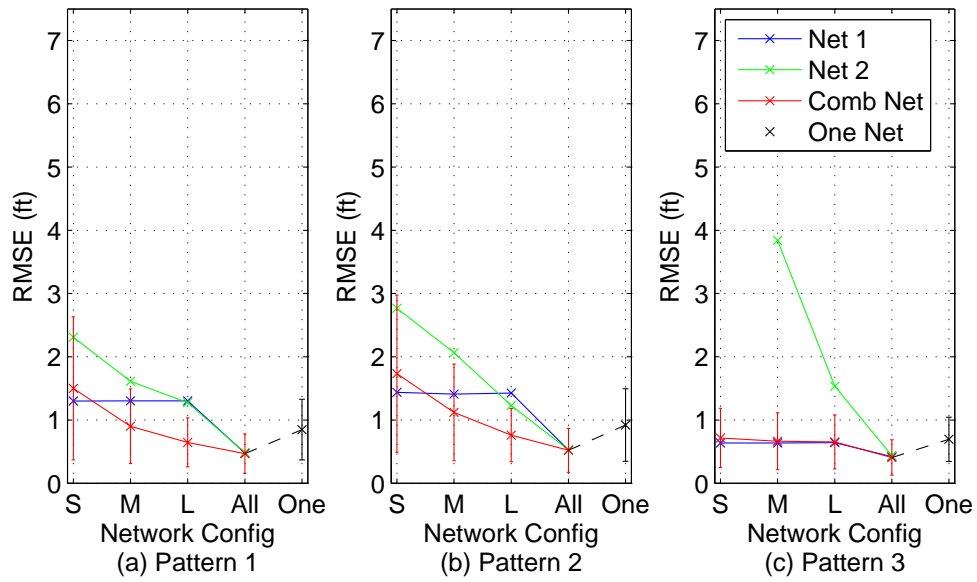 7
6
5
4
3
2
1
0
RMSE (ft)
S M L All One
Network Config
(a) Pattern 1
7
6
5
4
3
2
1
0
RMSE (ft)
S M L All One
Network Config
(b) Pattern 2
7
6
5
4
3
2
1
0
RMSE (ft)
S M L All One
Network Config
(c) Pattern 3
Net 1
Net 2
Comb Net
One Net